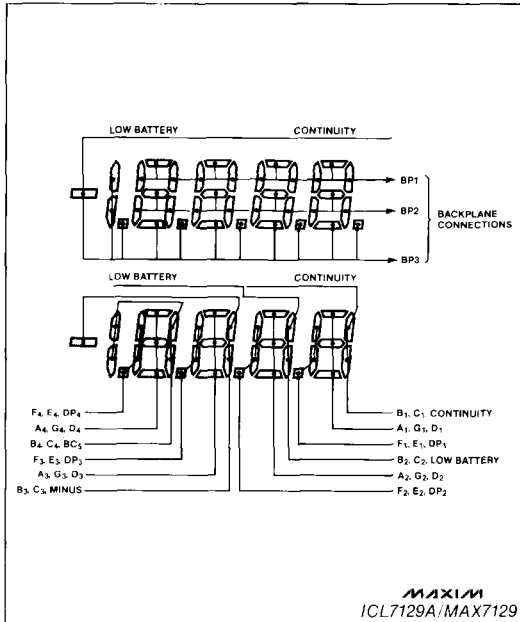 LOW BATTERY CONTINUITY
BP1
BP2
BACKPLANE
CONNECTIONS
BP3
LOW BATTERY CONTINUITY
F₄, E₄, DP₄
A₄, G₄, D₄
B₄, C₄, BC₅
F₃, E₃, DP₃
A₃, G₃, D₃
B₃, C₃, MINUS
B₁, C₁, CONTINUITY
A₁, G₁, D₁
F₁, E₁, DP₁
B₂, C₂, LOW BATTERY
A₂, G₂, D₂
F₂, E₂, DP₂
MAXIM
ICL7129A/MAX7129